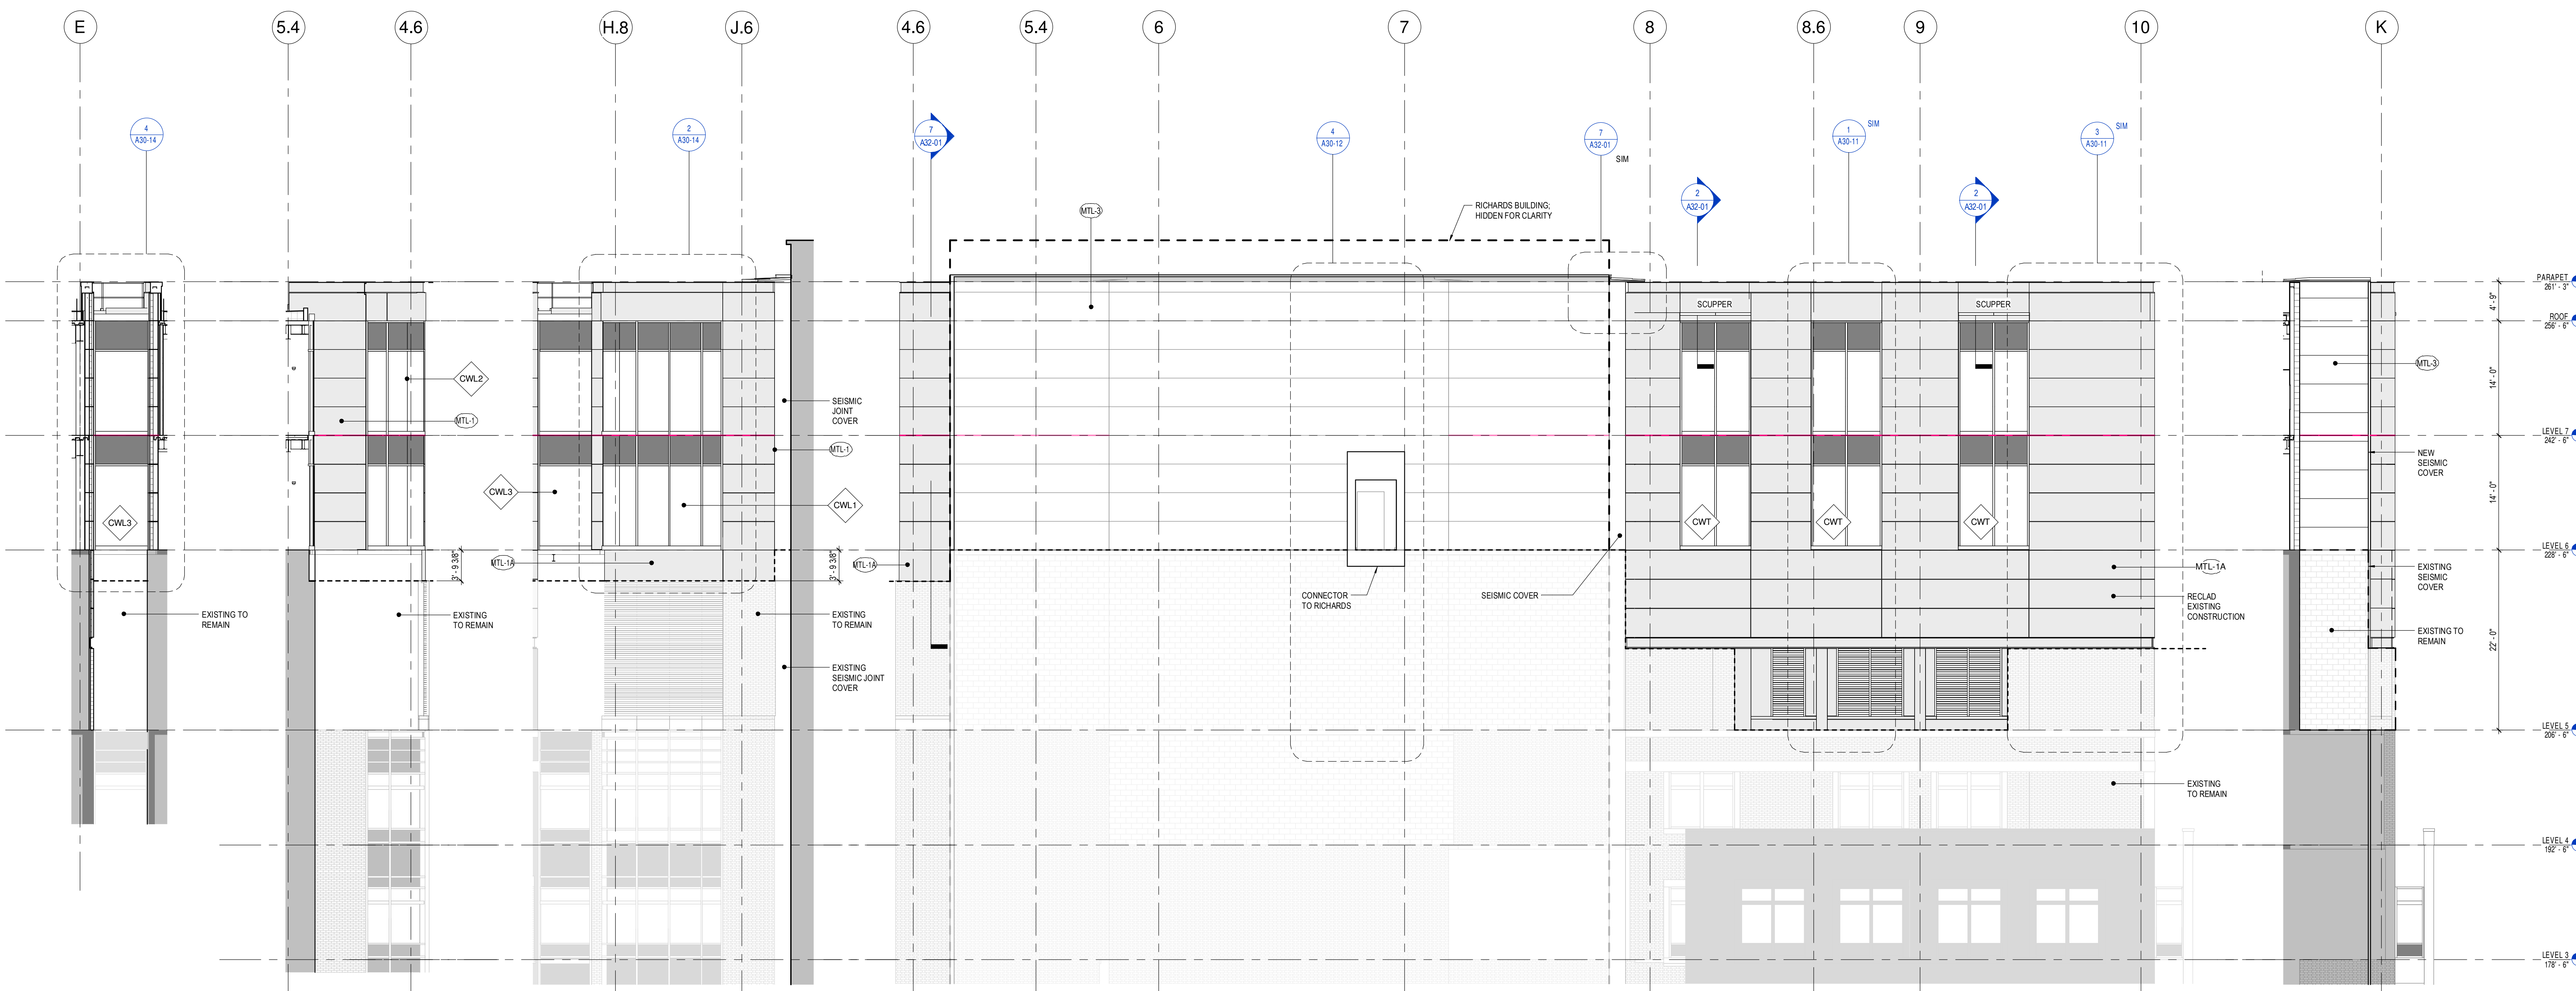 E
5.4
4.6
H.8
J.6
4.6
5.4
6
7
8
8.6
9
10
K
4
A30-14
2
A30-14
7
A32-01
4
A30-12
7
A32-01
SIM
1
A30-11
SIM
3
A30-11
SIM
2
A32-01
2
A32-01
MTL-3
RICHARDS BUILDING;
HIDDEN FOR CLARITY
SCUPPER
SCUPPER
PARAPET
261' - 3"
4' - 9"
ROOF
256' - 6"
14' - 0"
LEVEL 7
242' - 6"
14' - 0"
LEVEL 6
228' - 6"
22' - 0"
LEVEL 5
206' - 6"
LEVEL 4
192' - 6"
LEVEL 3
178' - 6"
CWL2
MTL-1
SEISMIC
JOINT
COVER
MTL-1
CWL3
CWL3
CWL1
MTL-3
NEW
SEISMIC
COVER
CWT
CWT
CWT
3' - 9 3/8"
MTL-1A
3' - 9 3/8"
MTL-1A
CONNECTOR
TO RICHARDS
SEISMIC COVER
MTL-1A
RECLAD
EXISTING
CONSTRUCTION
EXISTING
SEISMIC
COVER
EXISTING TO
REMAIN
EXISTING
TO REMAIN
EXISTING
TO REMAIN
EXISTING TO
REMAIN
EXISTING
SEISMIC JOINT
COVER
EXISTING
TO REMAIN